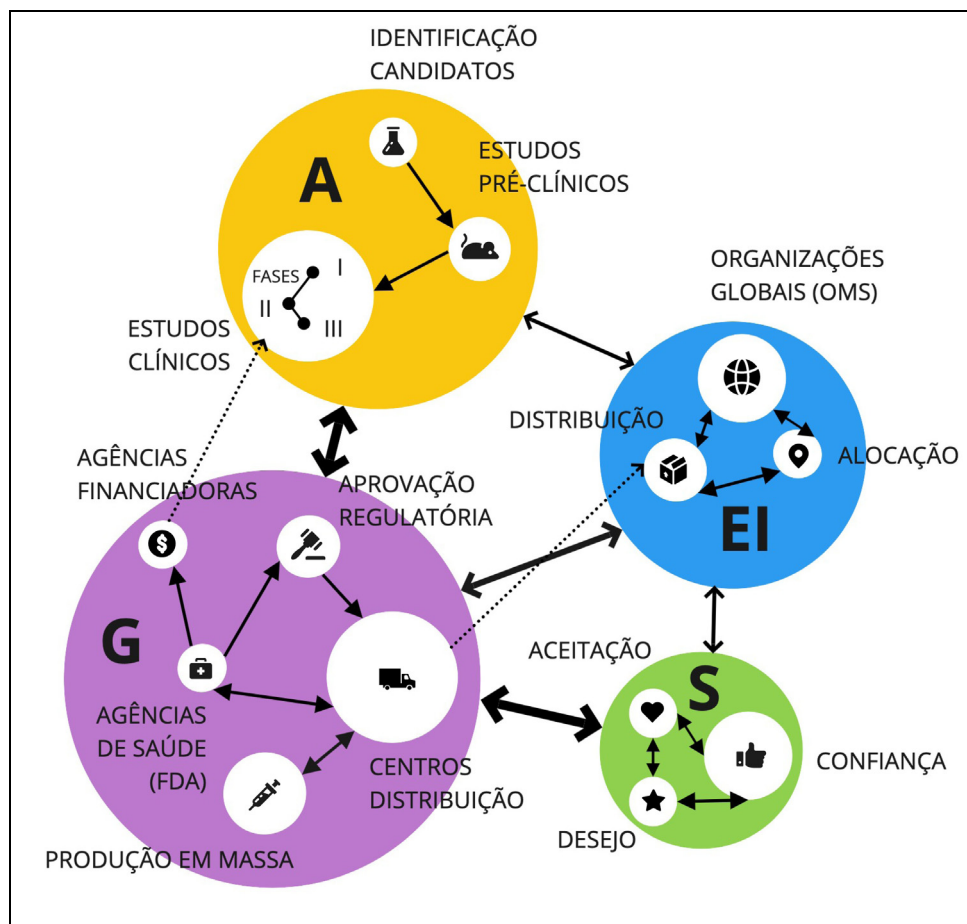 IDENTIFICAÇÃO
CANDIDATOS
A
ESTUDOS
PRÉ-CLÍNICOS
FASES
I
II
III
ESTUDOS
CLÍNICOS
ORGANIZAÇÕES
GLOBAIS (OMS)
DISTRIBUIÇÃO
ALOCAÇÃO
EI
AGÊNCIAS
FINANCIADORAS
APROVAÇÃO
REGULATÓRIA
$
G
AGÊNCIAS
DE SAÚDE
(FDA)
CENTROS
DISTRIBUIÇÃO
PRODUÇÃO EM MASSA
ACEITAÇÃO
S
CONFIANÇA
DESEJO